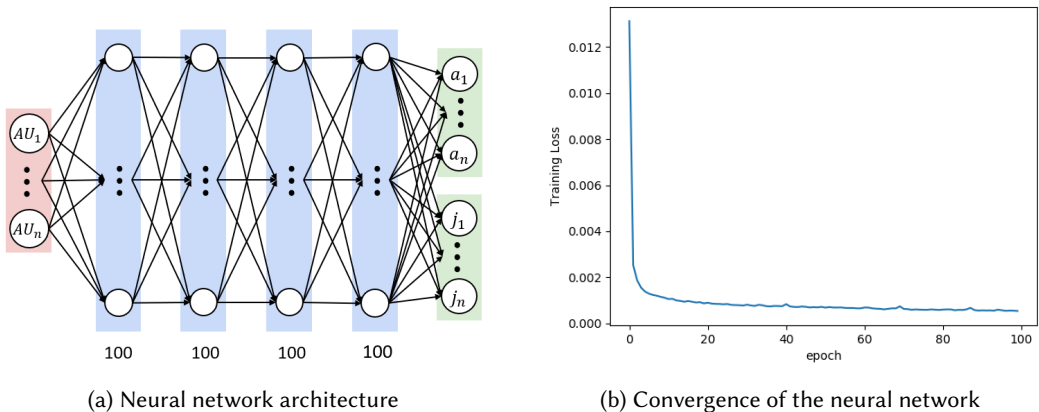 AU₁
AUₙ
a₁
aₙ
j₁
jₙ
100
100
100
100
(a) Neural network architecture
Training Loss
0.012
0.010
0.008
0.006
0.004
0.002
0.000
0
20
40
60
80
100
epoch
(b) Convergence of the neural network